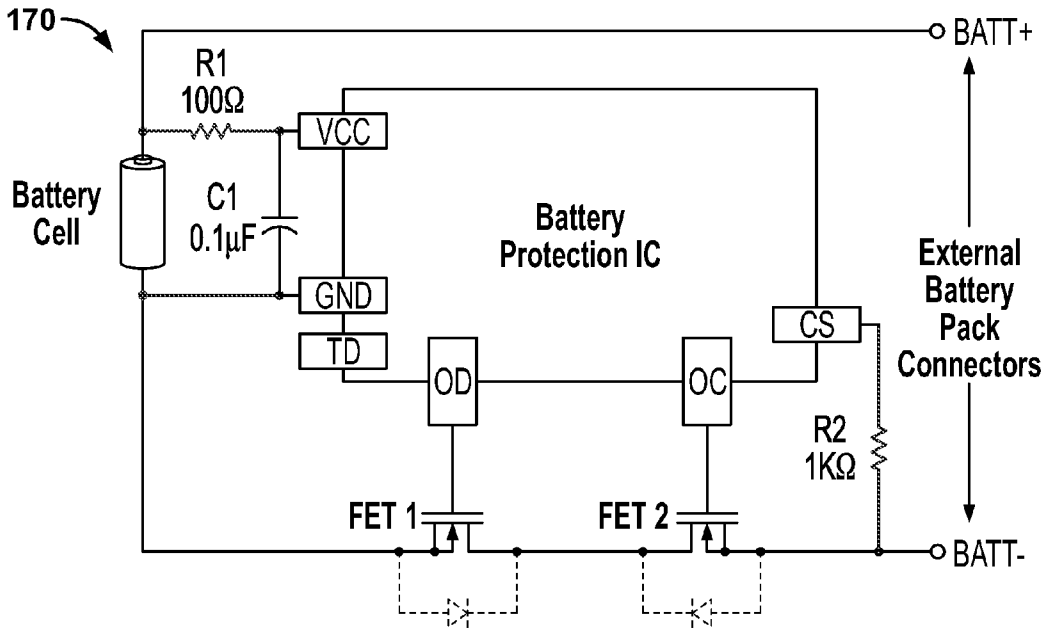 170
BATT+
R1
100Ω
VCC
Battery
Cell
C1
0.1µF
Battery
Protection IC
GND
TD
CS
External
Battery
Pack
Connectors
OD
OC
R2
1KΩ
FET 1
FET 2
BATT-